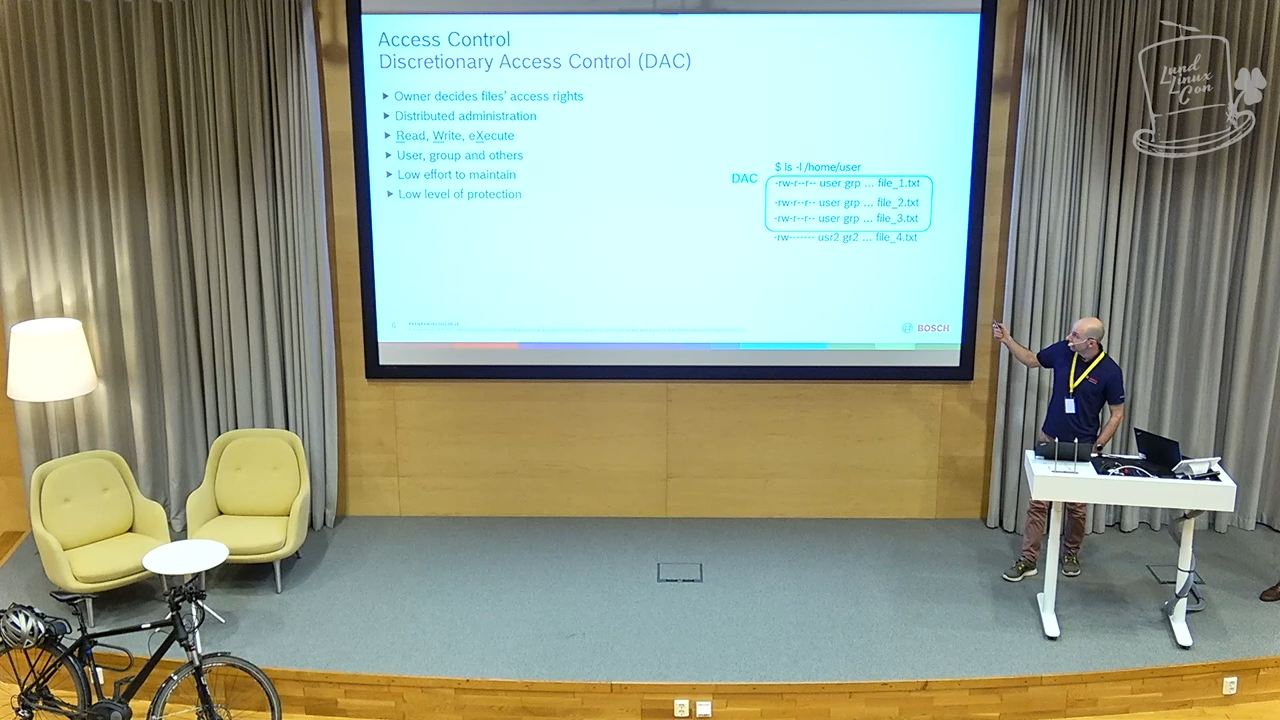 Access Control
Discretionary Access Control (DAC)
Owner decides files' access rights
Distributed administration
Read, Write, eXecute
User, group and others
Low effort to maintain
Low level of protection
$ ls -l /home/user
DAC
-rw-r--r-- user grp ... file_1.txt
-rw-r--r-- user grp ... file_2.txt
-rw-r--r-- user grp ... file_3.txt
-rw------- usr2 gr2 ... file_4.txt
6
BOSCH
Lund
Linux
Con